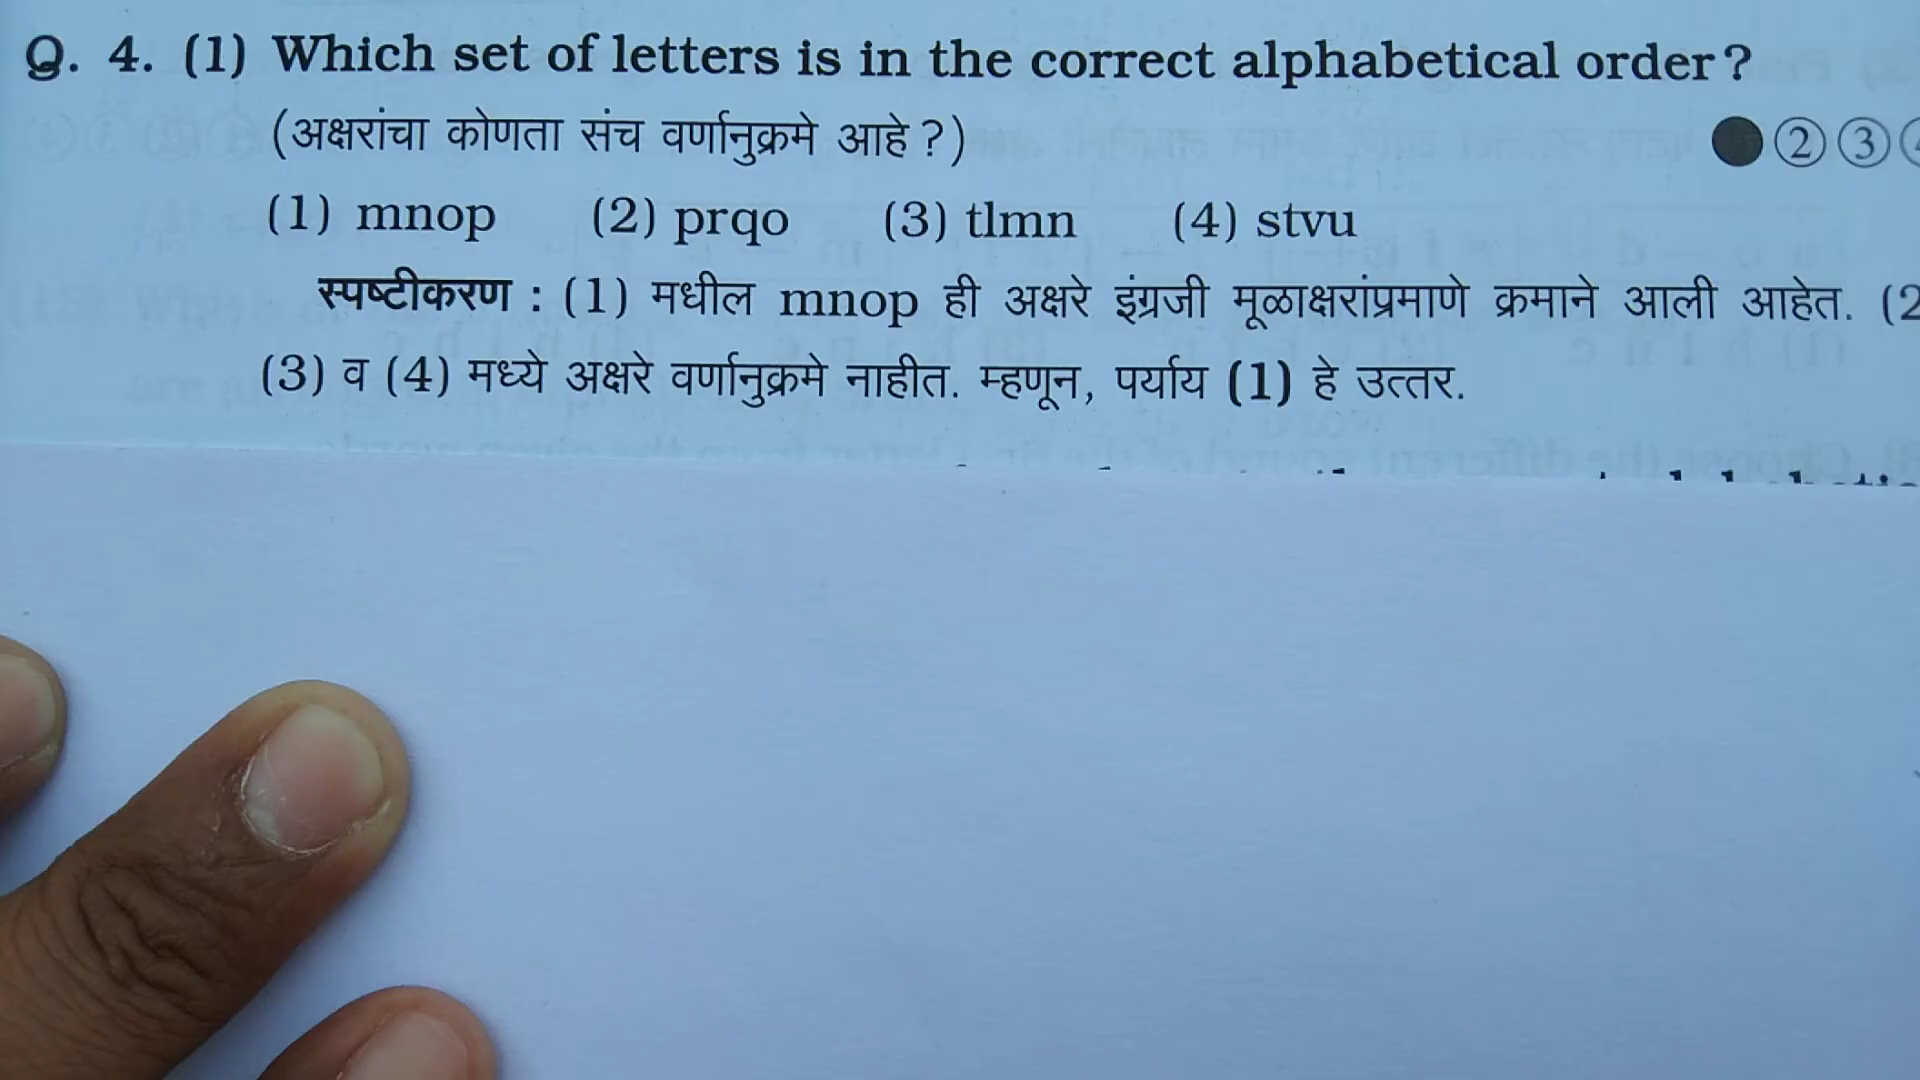 Q. 4. (1) Which set of letters is in the correct alphabetical order?
(अक्षरांचा कोणता संच वर्णानुक्रमे आहे?) ② ③
(1) mnop (2) prqo (3) tlmn (4) stvu
स्पष्टीकरण : (1) मधील mnop ही अक्षरे इंग्रजी मूळाक्षरांप्रमाणे क्रमाने आली आहेत. (2
(3) व (4) मध्ये अक्षरे वर्णानुक्रमे नाहीत. म्हणून, पर्याय (1) हे उत्तर.